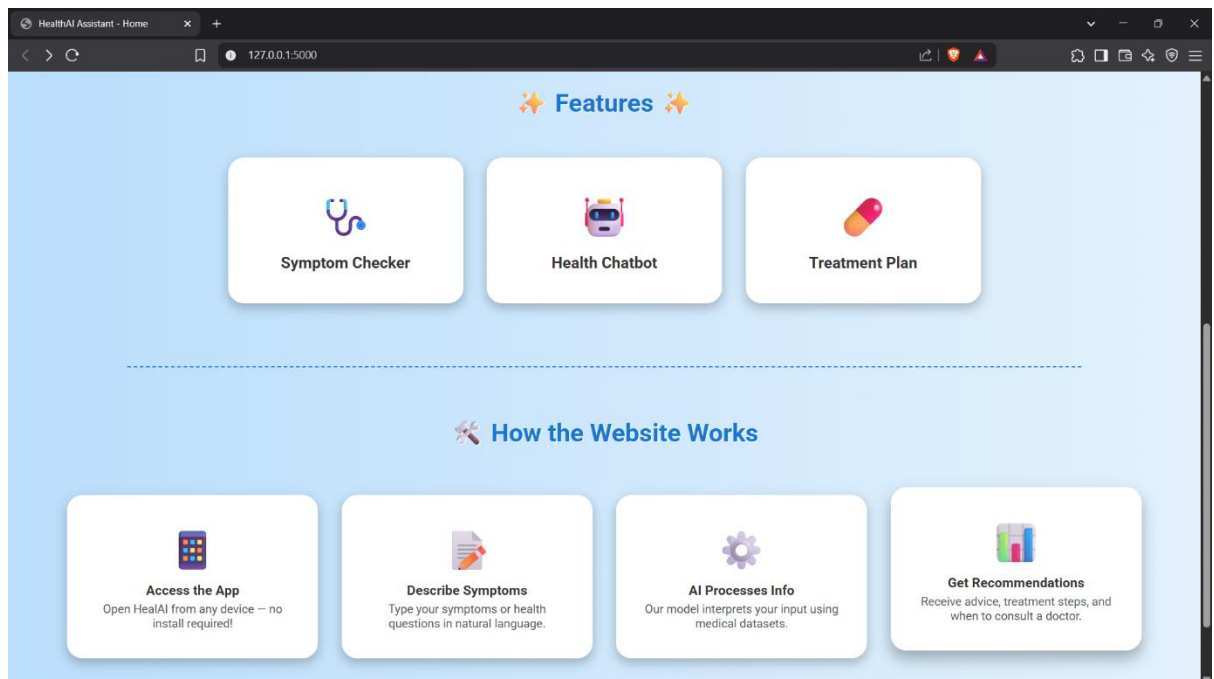 HealthAI Assistant - Home
127.0.0.1:5000
✨ Features ✨
Symptom Checker
Health Chatbot
Treatment Plan
🛠️ How the Website Works
Access the App
Open HealAI from any device — no
install required!
Describe Symptoms
Type your symptoms or health
questions in natural language.
AI Processes Info
Our model interprets your input using
medical datasets.
Get Recommendations
Receive advice, treatment steps, and
when to consult a doctor.